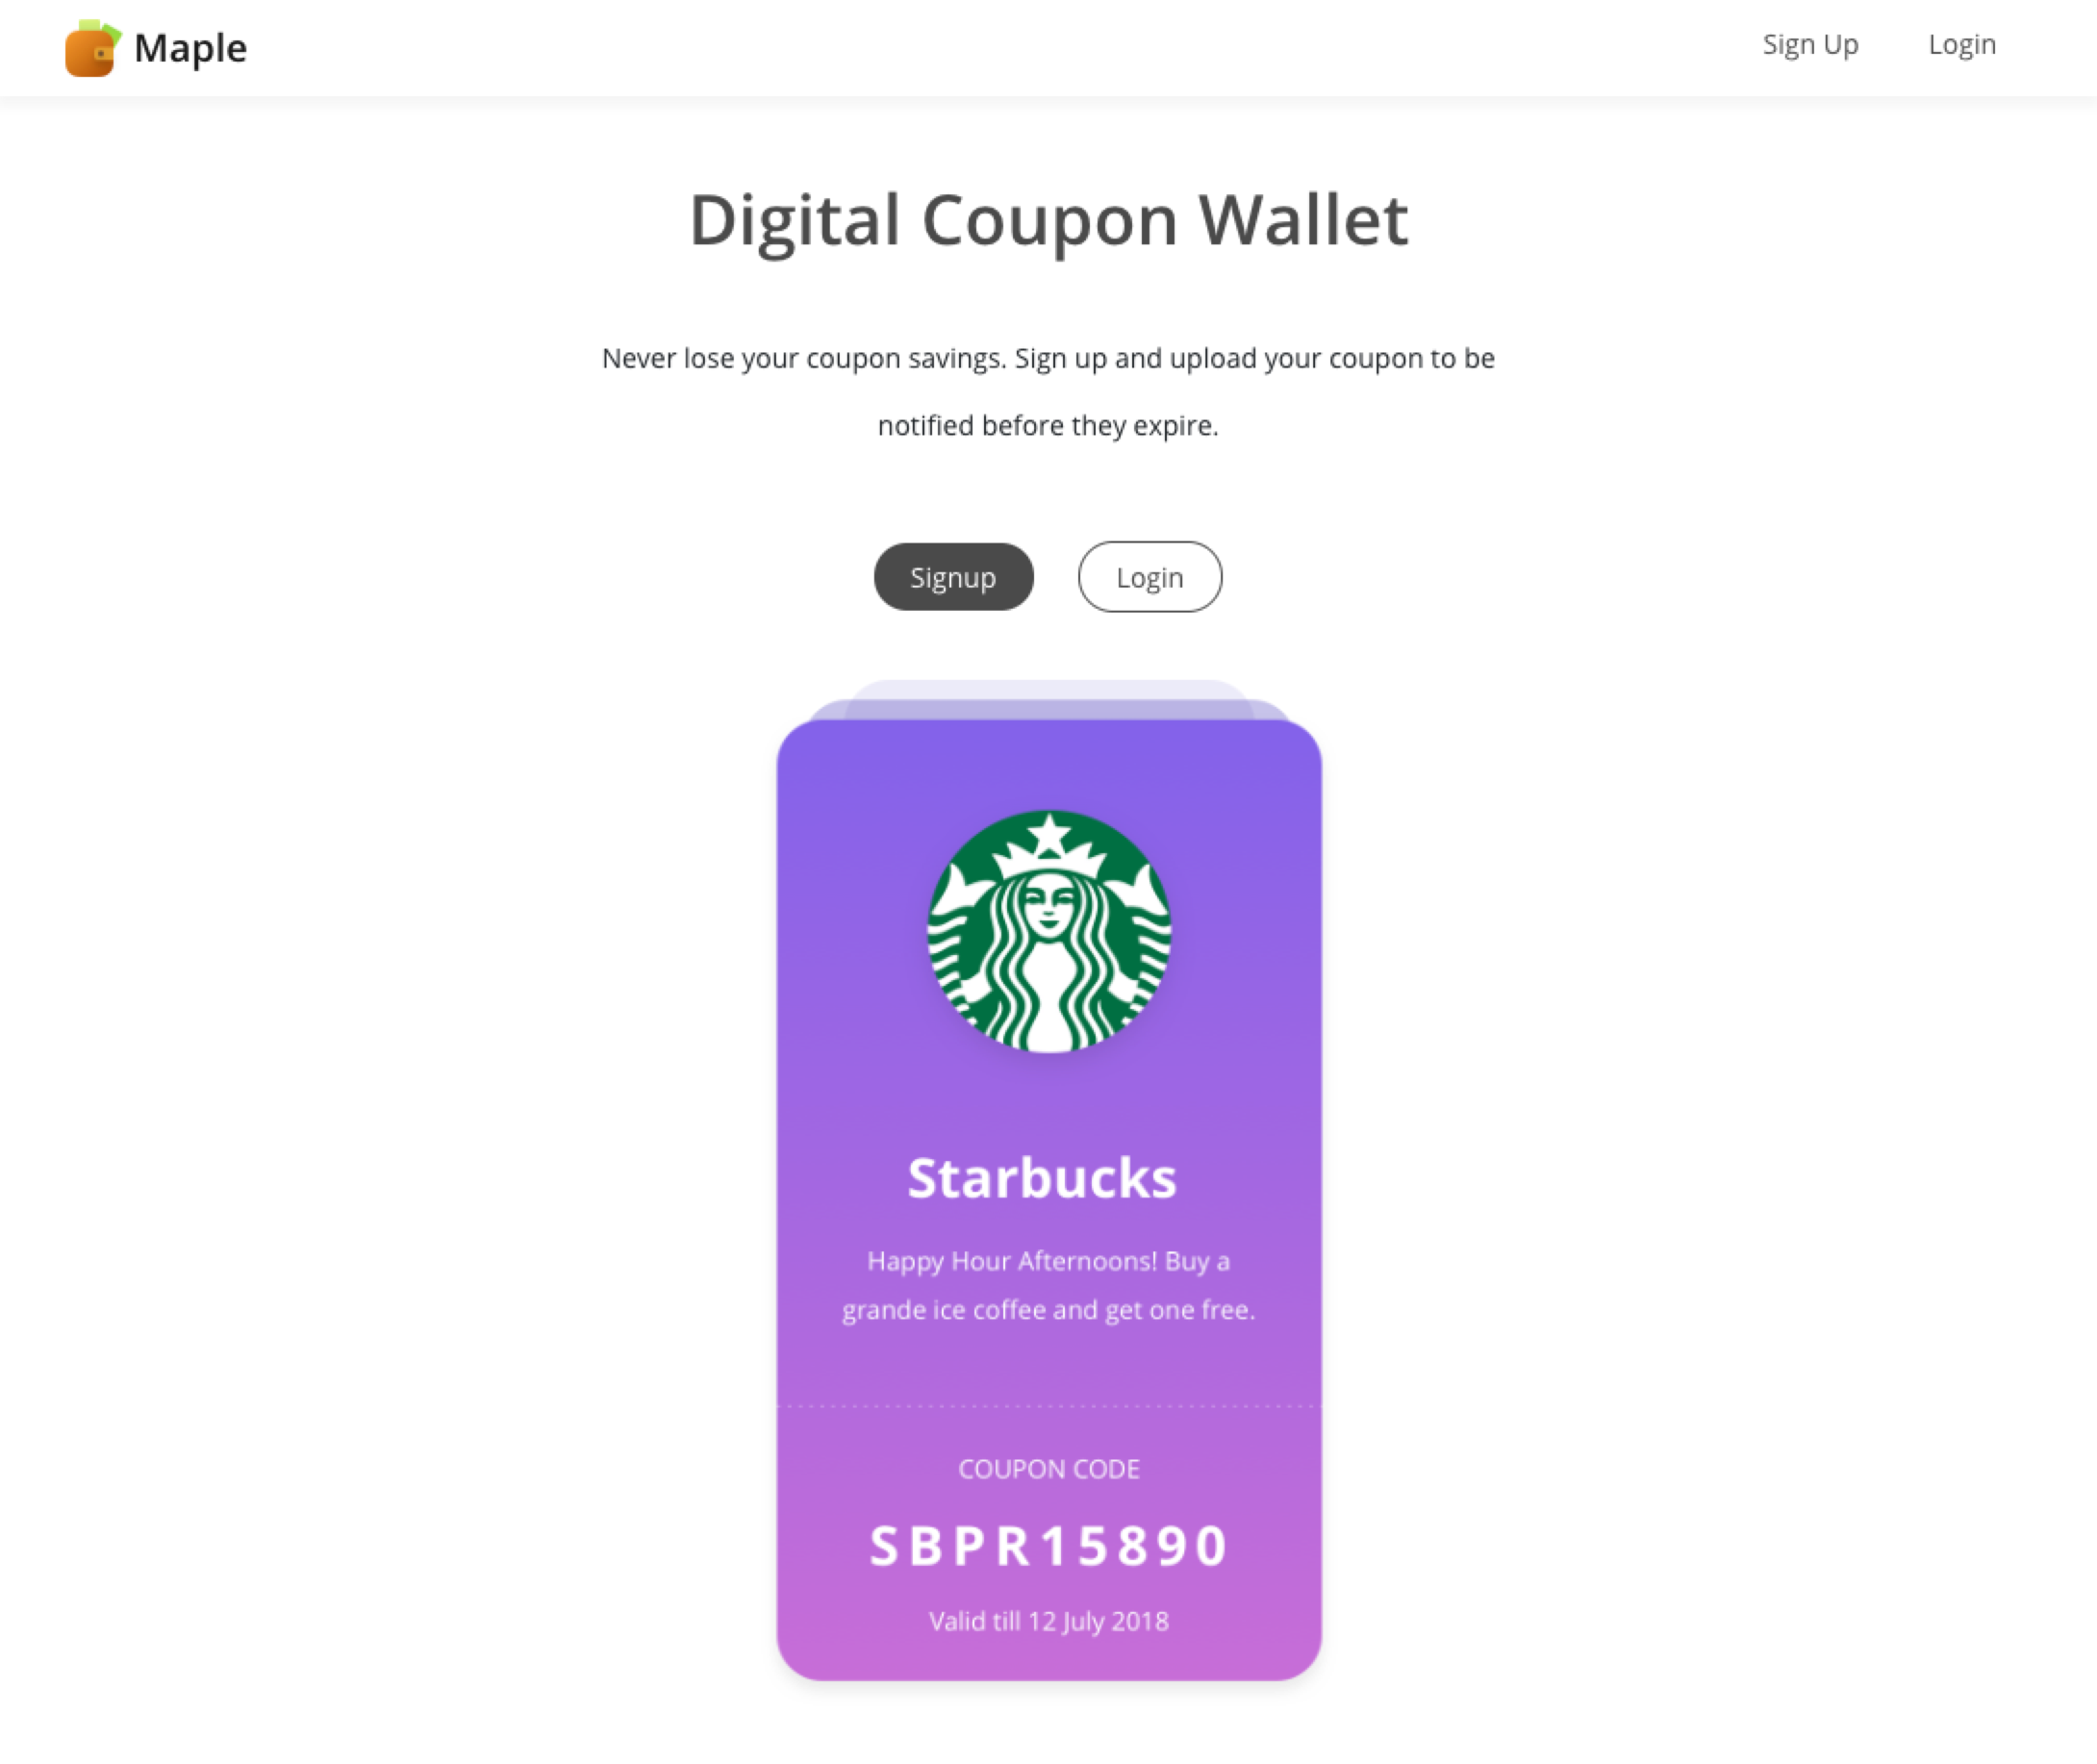 Maple
Sign Up
Login
Digital Coupon Wallet
Never lose your coupon savings. Sign up and upload your coupon to be
notified before they expire.
Signup
Login
Starbucks
Happy Hour Afternoons! Buy a
grande ice coffee and get one free.
COUPON CODE
SBPR15890
Valid till 12 July 2018